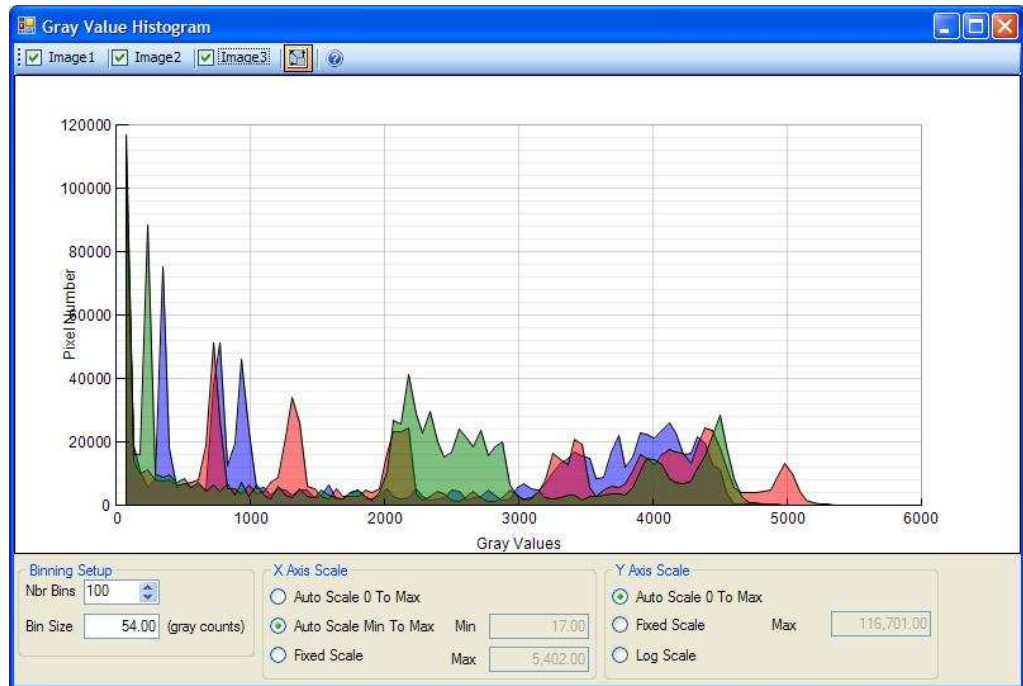 Gray Value Histogram
Image1 Image2 Image3
120000
100000
80000
60000
40000
20000
0
Pixel Number
0 1000 2000 3000 4000 5000 6000
Gray Values
Binning Setup
Nbr Bins 100
Bin Size 54.00 (gray counts)
X Axis Scale
Auto Scale 0 To Max
Auto Scale Min To Max Min 17.00
Fixed Scale Max 5,402.00
Y Axis Scale
Auto Scale 0 To Max
Fixed Scale Max 116,701.00
Log Scale